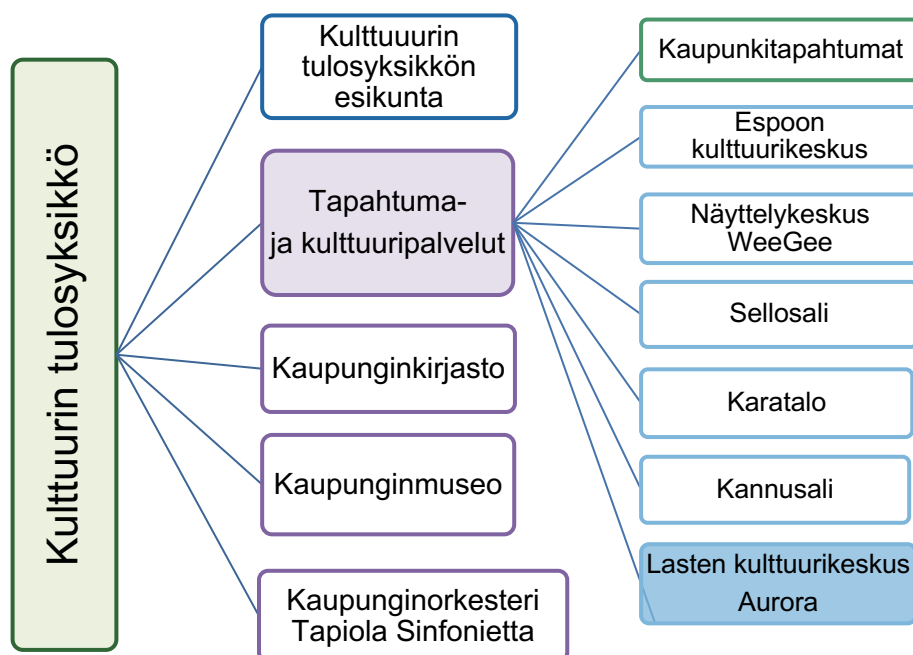 Kulttuurin tulosyksikkö
Kulttuuurin
tulosyksikkön
esikunta
Tapahtuma-
ja kulttuuripalvelut
Kaupunginkirjasto
Kaupunginmuseo
Kaupunginorkesteri
Tapiola Sinfonietta
Kaupunkitapahtumat
Espoon
kulttuurikeskus
Näyttelykeskus
WeeGee
Sellosali
Karatalo
Kannusali
Lasten kulttuurikeskus
Aurora